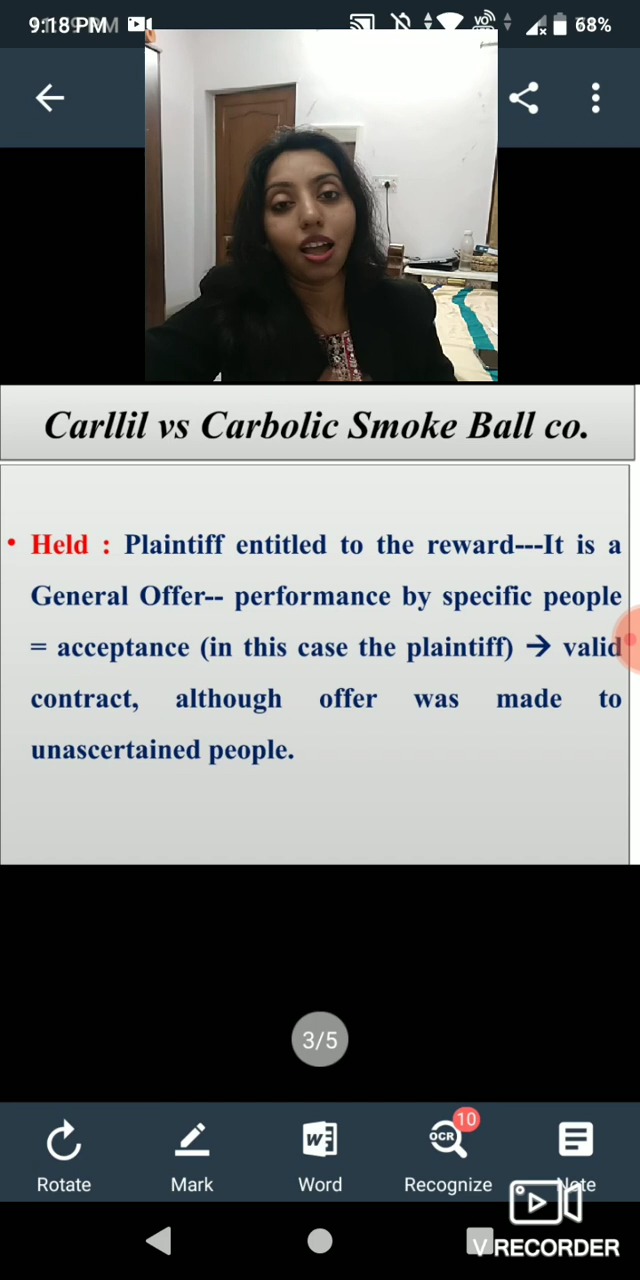 9:18 PM
VO
68%
Carllil vs Carbolic Smoke Ball co.
• Held : Plaintiff entitled to the reward---It is a
General Offer-- performance by specific people
= acceptance (in this case the plaintiff) → valid
contract, although offer was made to
unascertained people.
3/5
10
W
OCR
Rotate Mark Word Recognize Note
V RECORDER